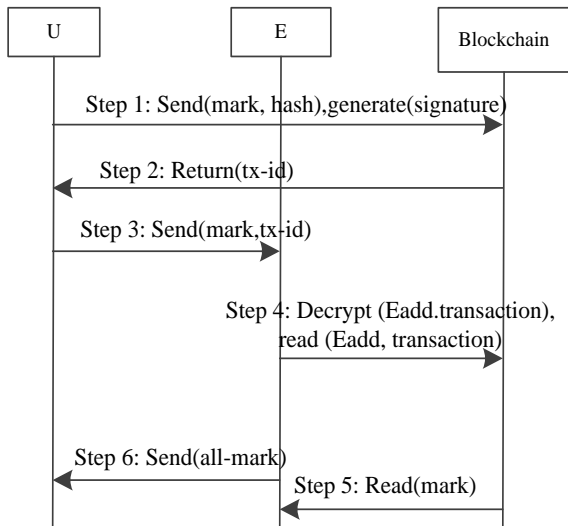 U
E
Blockchain
Step 1: Send(mark, hash),generate(signature)
Step 2: Return(tx-id)
Step 3: Send(mark,tx-id)
Step 4: Decrypt (Eadd.transaction),
read (Eadd, transaction)
Step 6: Send(all-mark)
Step 5: Read(mark)